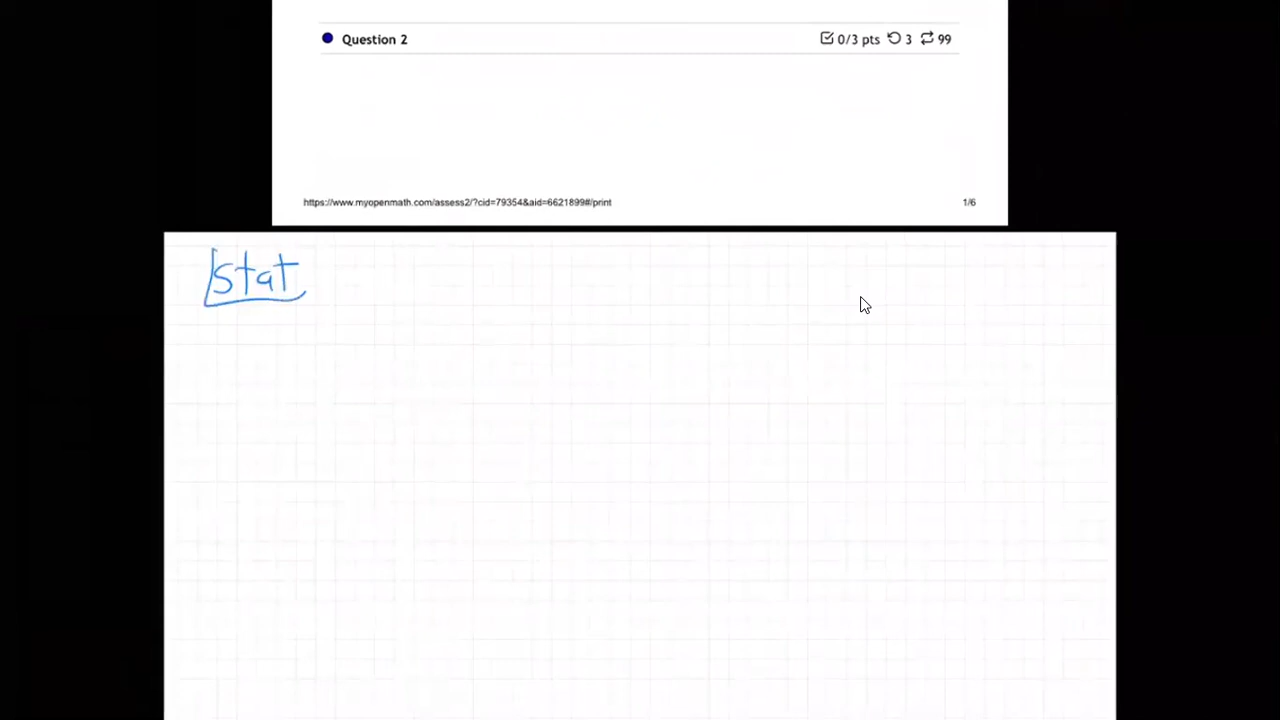 Question 2 0/3 pts 3 99
https://www.myopenmath.com/assess2/?cid=79354&aid=6621899#/print 1/6
stat